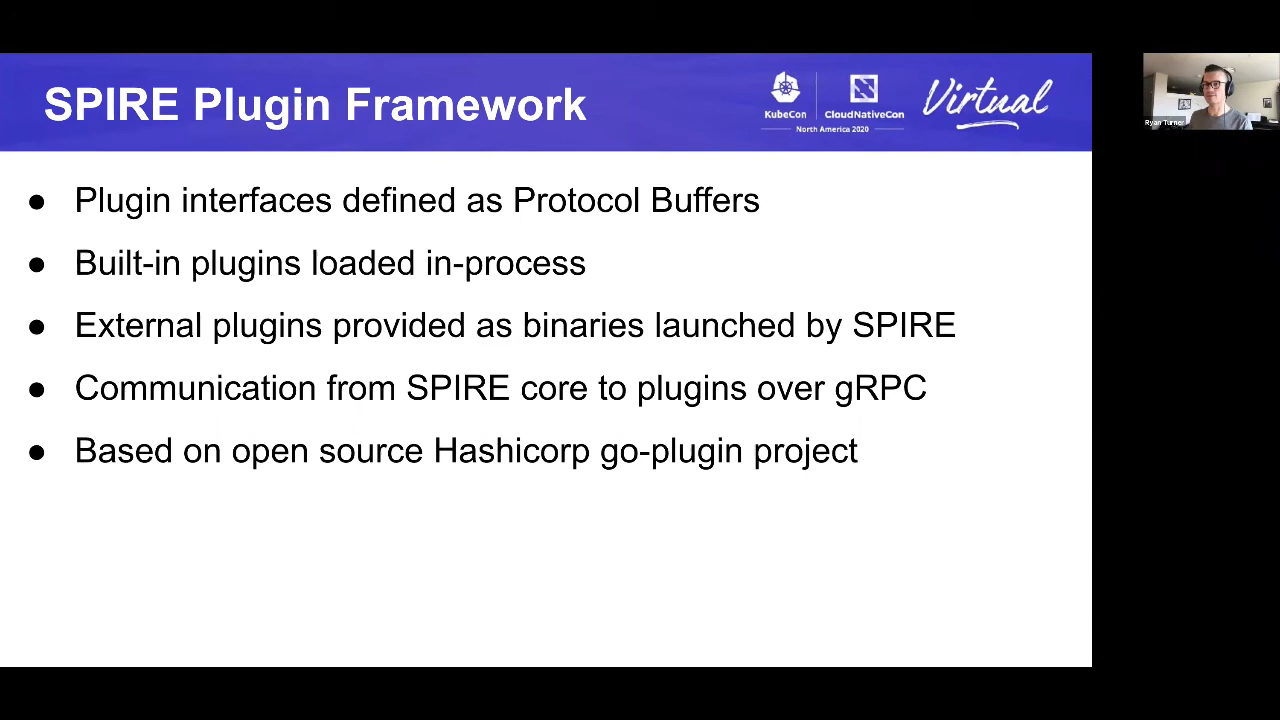 SPIRE Plugin Framework
KubeCon
CloudNativeCon
North America 2020
Virtual
● Plugin interfaces defined as Protocol Buffers
● Built-in plugins loaded in-process
● External plugins provided as binaries launched by SPIRE
● Communication from SPIRE core to plugins over gRPC
● Based on open source Hashicorp go-plugin project
Ryan Turner